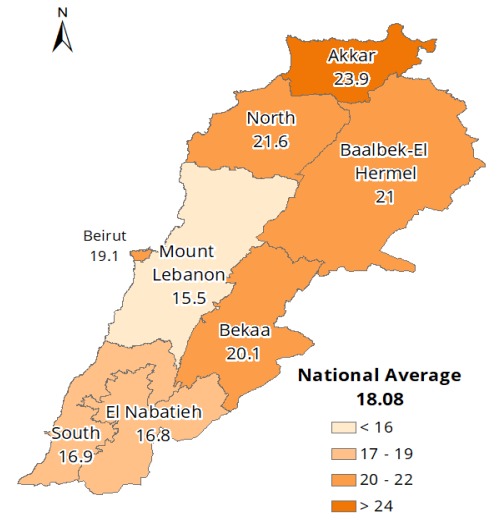 N
Akkar
23.9
North
21.6
Baalbek-El
Hermel
21
Beirut
19.1
Mount
Lebanon
15.5
Bekaa
20.1
National Average
18.08
El Nabatieh
16.8
South
16.9
< 16
17 - 19
20 - 22
> 24